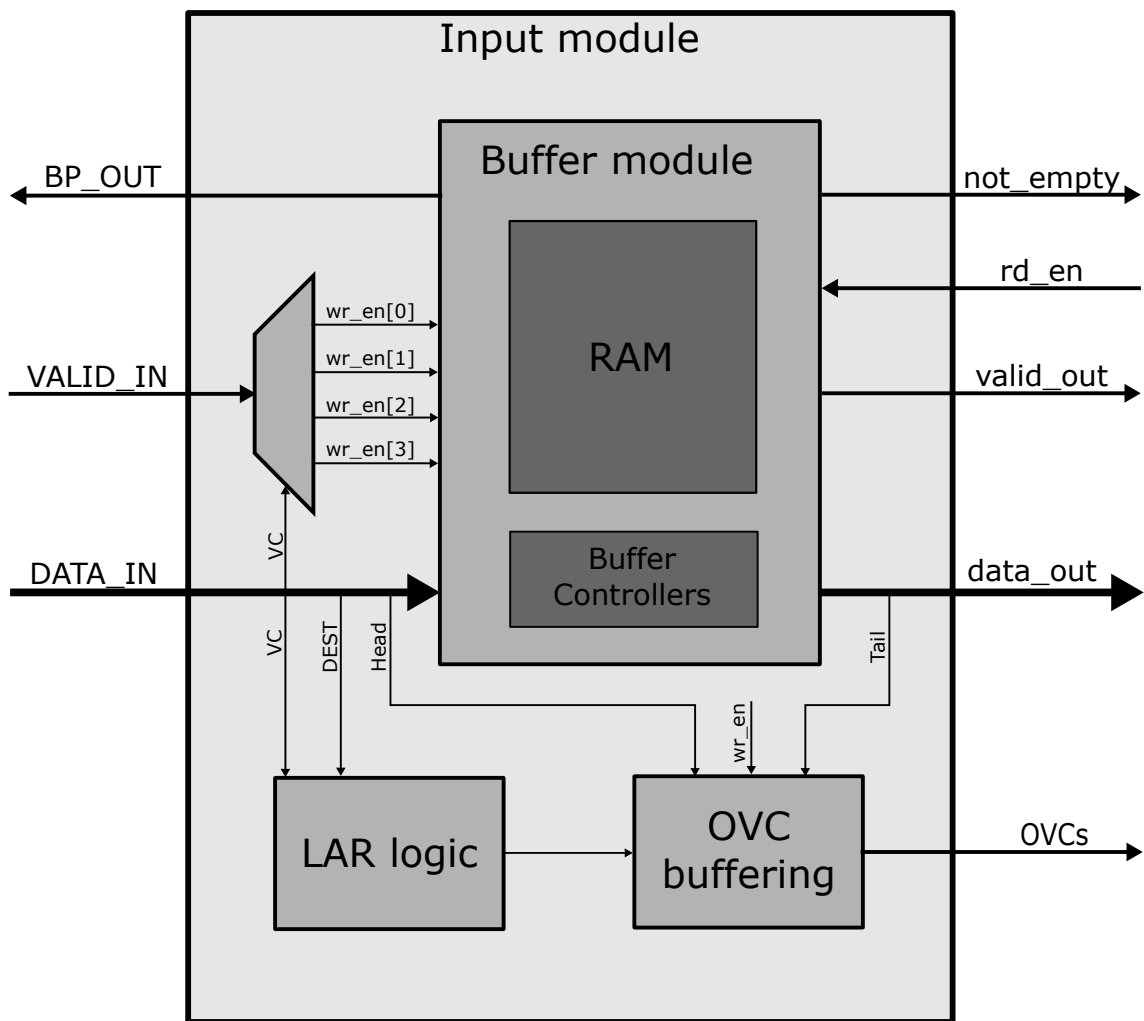 Input module
BP_OUT
Buffer module
not_empty
rd_en
wr_en[0]
RAM
VALID_IN
wr_en[1]
valid_out
wr_en[2]
wr_en[3]
VC
DATA_IN
Buffer
Controllers
data_out
VC
DEST
Head
Tail
wr_en
LAR logic
OVC
buffering
OVCs